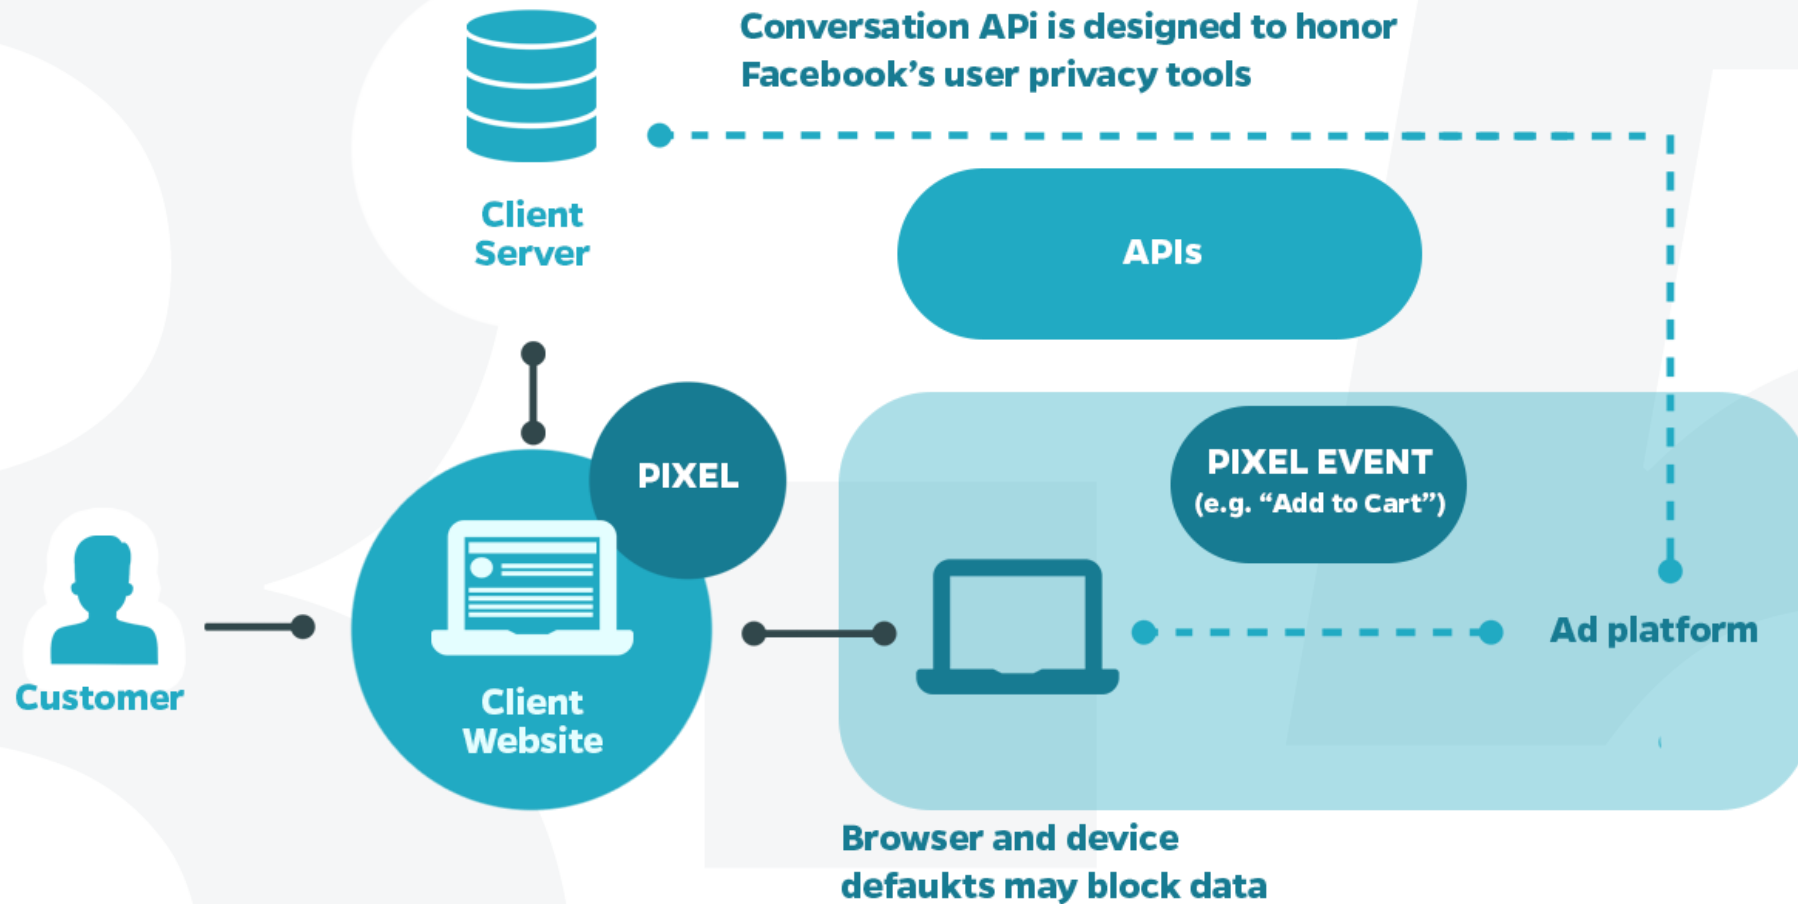 Conversation APi is designed to honor
Facebook’s user privacy tools
Client
Server
APIs
PIXEL
PIXEL EVENT
(e.g. “Add to Cart”)
Customer
Client
Website
Ad platform
Browser and device
defaukts may block data